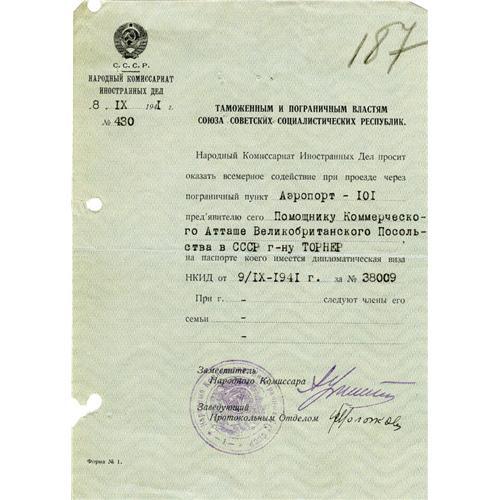 187
С. С. С. Р.
НАРОДНЫЙ КОМИССАРИАТ
ИНОСТРАННЫХ ДЕЛ
8 . IX 1941 г.
№ 430
ТАМОЖЕННЫМ И ПОГРАНИЧНЫМ ВЛАСТЯМ
СОЮЗА СОВЕТСКИХ СОЦИАЛИСТИЧЕСКИХ РЕСПУБЛИК.
Народный Комиссариат Иностранных Дел просит
оказать всемерное содействие при проезде через
пограничный пункт Аэропорт - 101
пред'явителю сего Помощнику Коммерческо-
го Атташе Великобританского Посоль-
ства в СССР г-ну ТОРНЕР
на паспорте коего имеется дипломатическая виза
НКИД от 9/IX-1941 г. за № 38009
При г. - следуют члены его
семьи -
-
Заместитель
Народного Комиссара
Заведующий
Протокольным Отделом
Форма № 1.